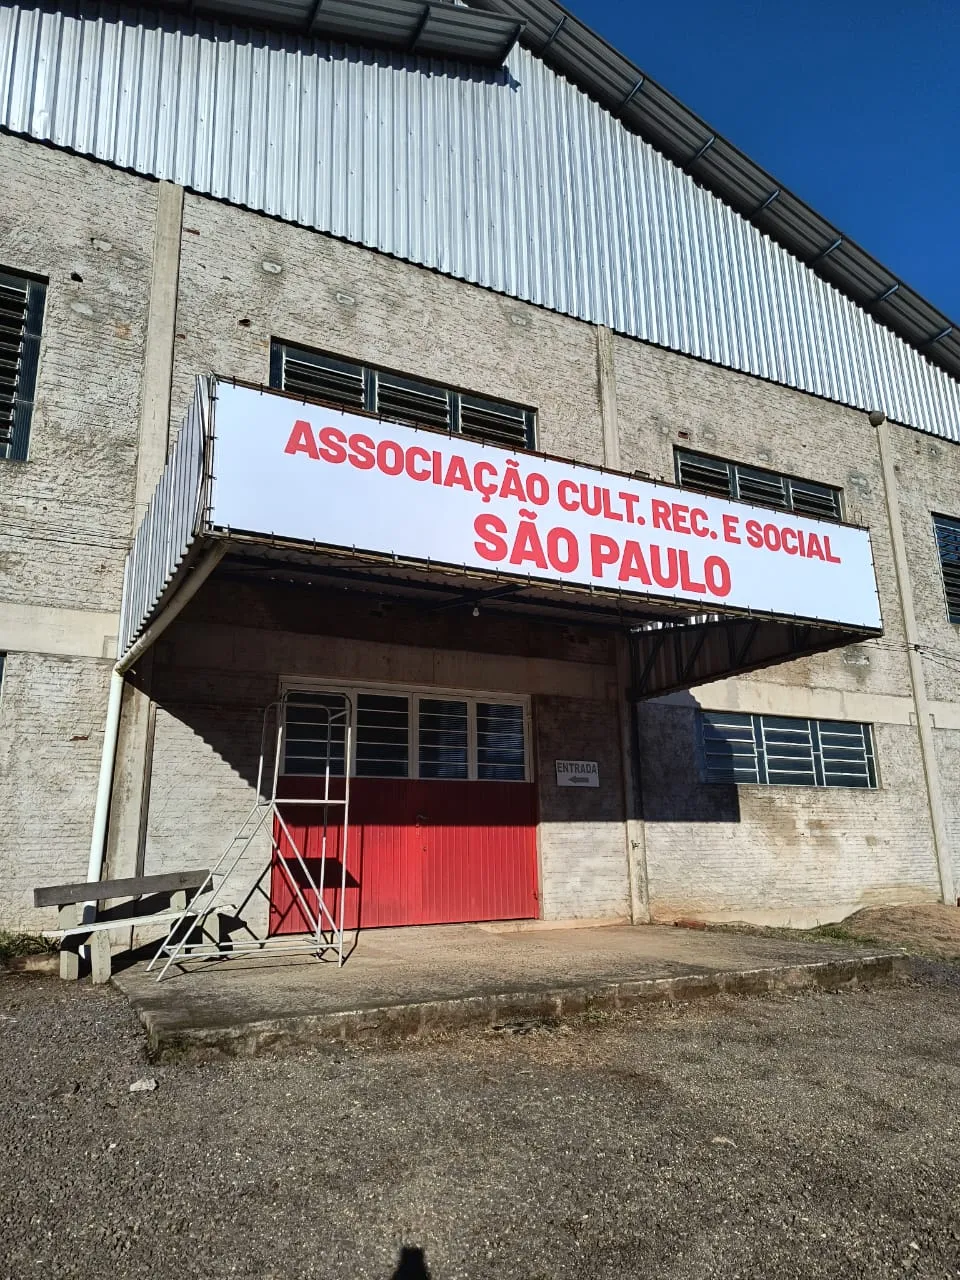 ASSOCIAÇÃO CULT. REC. E SOCIAL
SÃO PAULO
ENTRADA